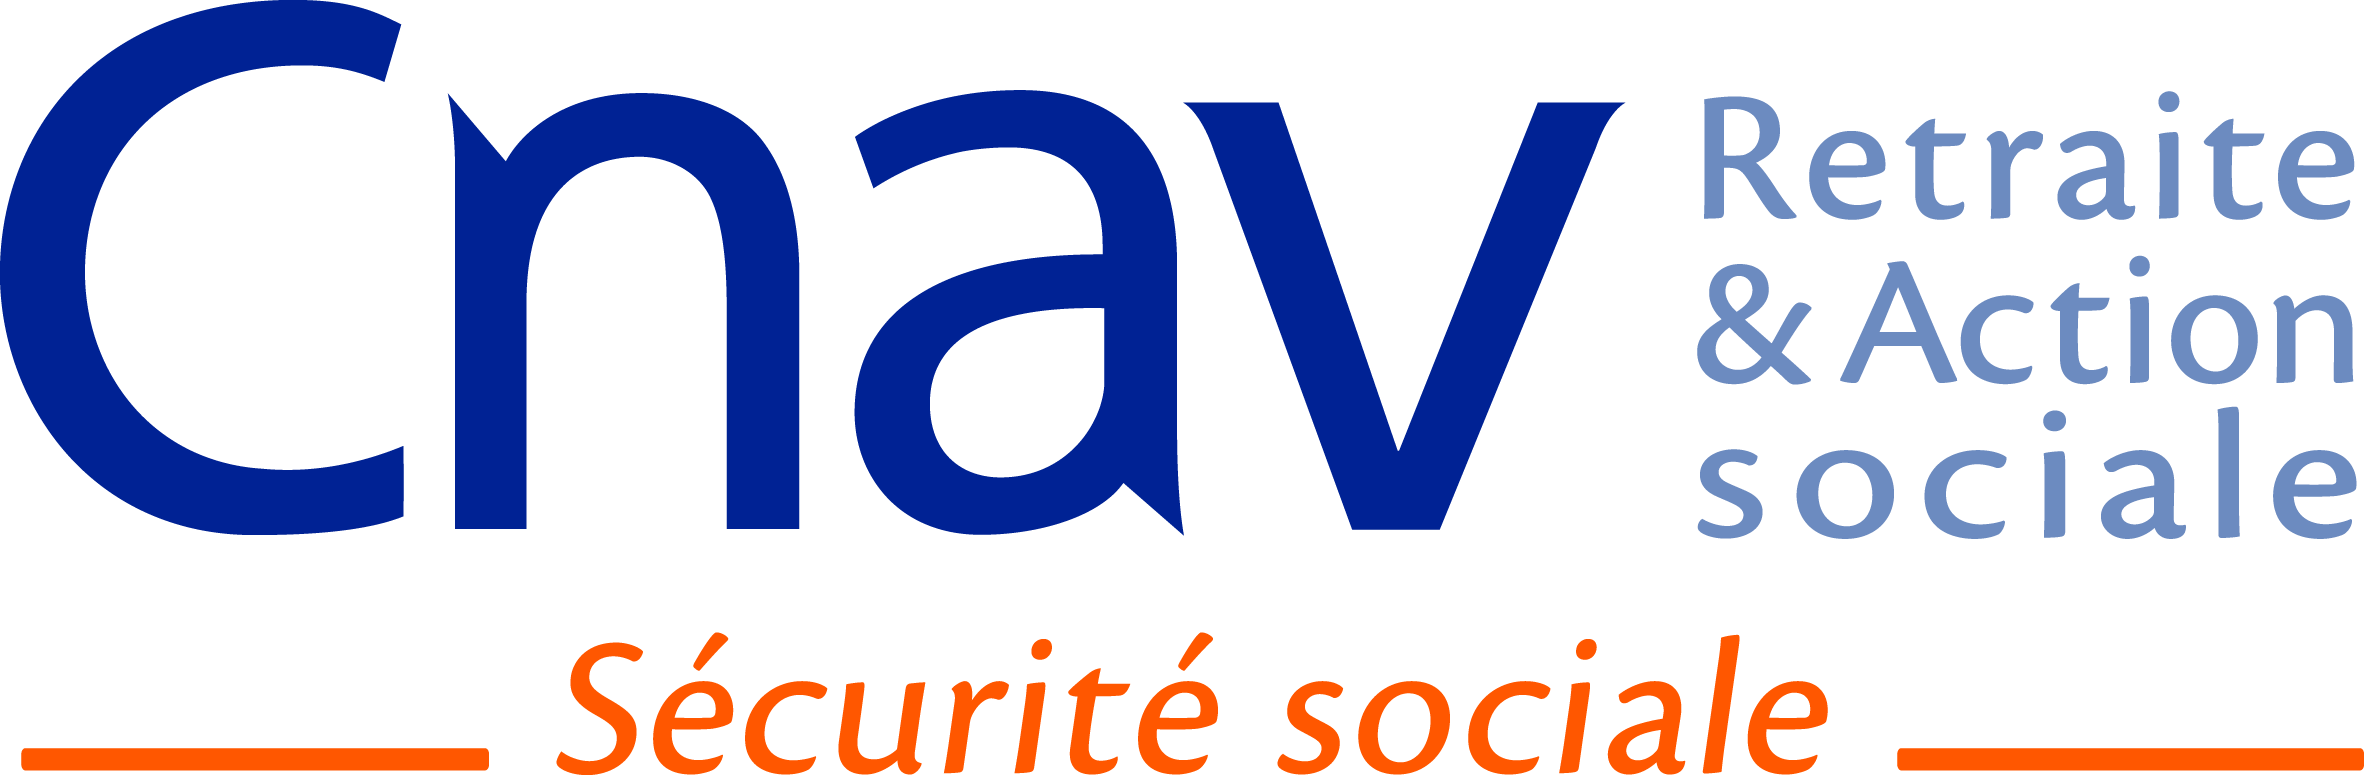 Cnav
Retraite
& Action
sociale
Sécurité sociale